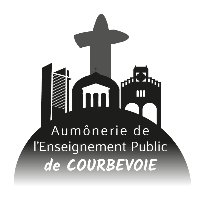 Aumônerie de
l'Enseignement Public
de COURBEVOIE